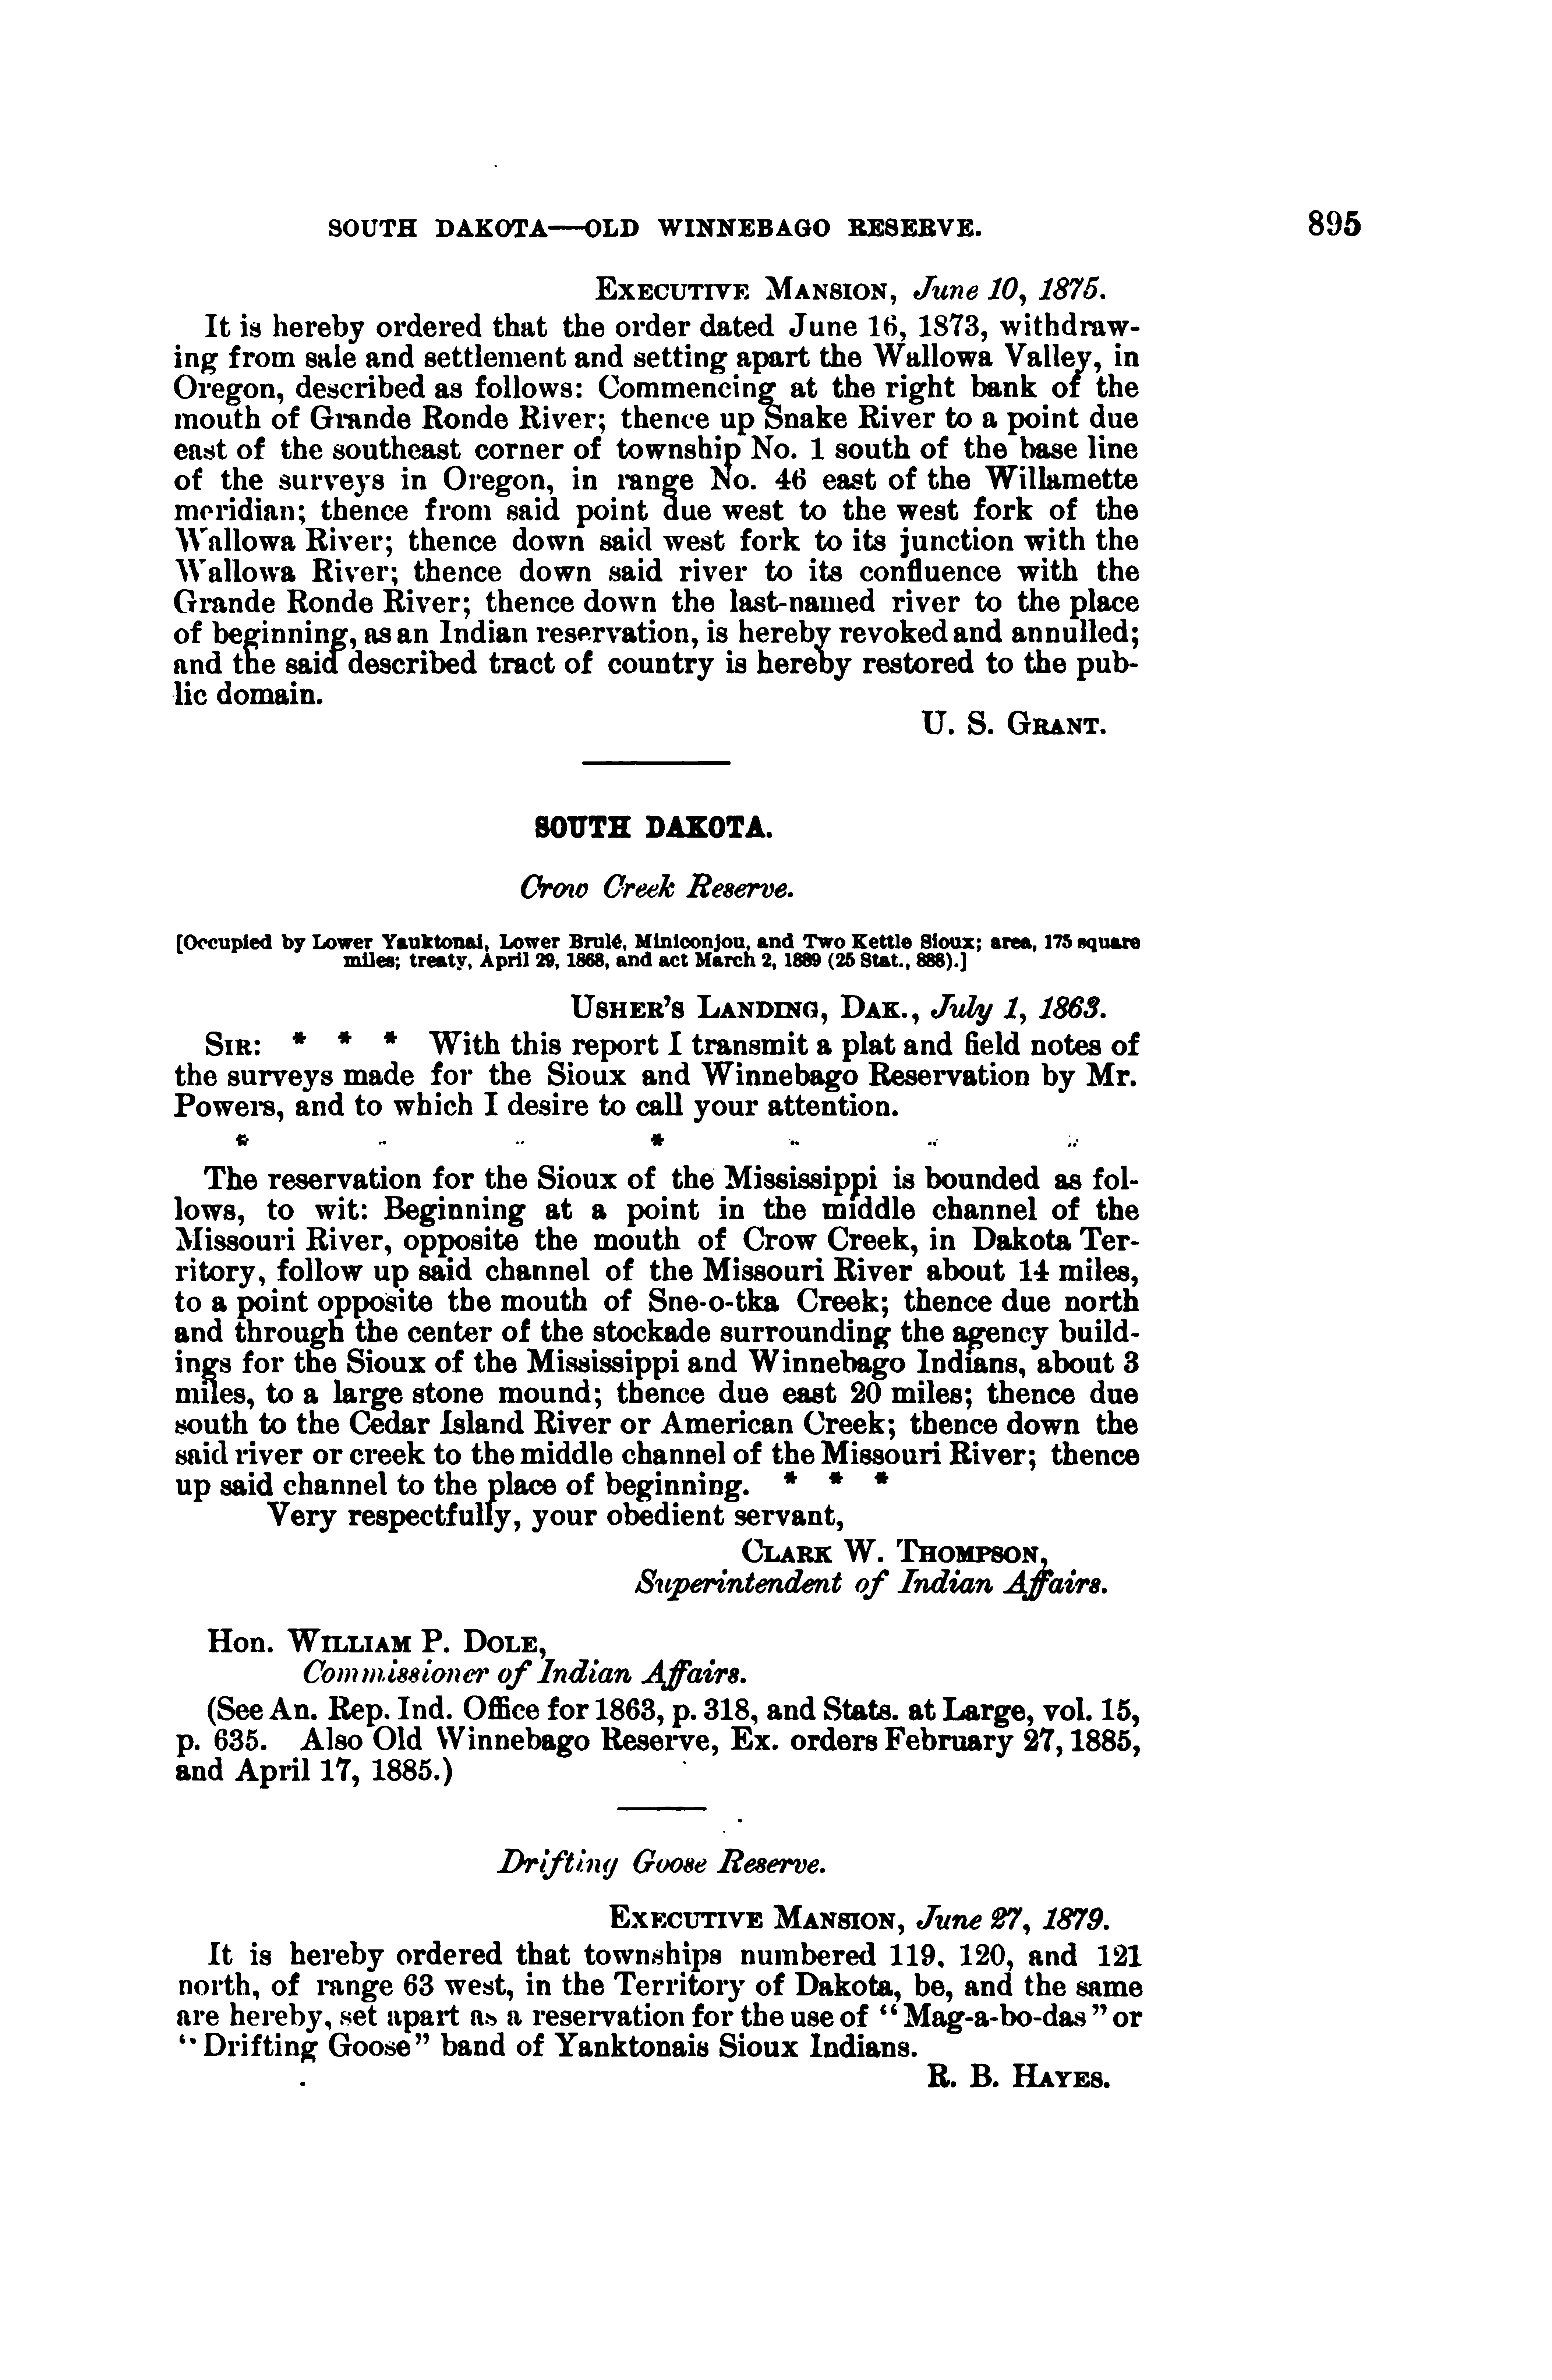 SOUTH DAKOTA—OLD WINNEBAGO RESERVE. 895
EXECUTIVE MANSION, June 10, 1875.
It is hereby ordered that the order dated June 16, 1873, withdraw-
ing from sale and settlement and setting apart the Wallowa Valley, in
Oregon, described as follows: Commencing at the right bank of the
mouth of Grande Ronde River; thence up Snake River to a point due
east of the southeast corner of township No. 1 south of the base line
of the surveys in Oregon, in range No. 46 east of the Willamette
meridian; thence from said point due west to the west fork of the
Wallowa River; thence down said west fork to its junction with the
Wallowa River; thence down said river to its confluence with the
Grande Ronde River; thence down the last-named river to the place
of beginning, as an Indian reservation, is hereby revoked and annulled;
and the said described tract of country is hereby restored to the pub-
lic domain.
U. S. GRANT.
SOUTH DAKOTA.
Crow Creek Reserve.
[Occupied by Lower Yauktonai, Lower Brulé, Miniconjou, and Two Kettle Sioux; area, 175 square
miles; treaty, April 29, 1868, and act March 2, 1889 (25 Stat., 888).]
USHER'S LANDING, DAK., July 1, 1863.
SIR: * * * With this report I transmit a plat and field notes of
the surveys made for the Sioux and Winnebago Reservation by Mr.
Powers, and to which I desire to call your attention.
* * * * * * *
The reservation for the Sioux of the Mississippi is bounded as fol-
lows, to wit: Beginning at a point in the middle channel of the
Missouri River, opposite the mouth of Crow Creek, in Dakota Ter-
ritory, follow up said channel of the Missouri River about 14 miles,
to a point opposite the mouth of Sne-o-tka Creek; thence due north
and through the center of the stockade surrounding the agency build-
ings for the Sioux of the Mississippi and Winnebago Indians, about 3
miles, to a large stone mound; thence due east 20 miles; thence due
south to the Cedar Island River or American Creek; thence down the
said river or creek to the middle channel of the Missouri River; thence
up said channel to the place of beginning. * * *
Very respectfully, your obedient servant,
CLARK W. THOMPSON,
Superintendent of Indian Affairs.
Hon. WILLIAM P. DOLE,
Commissioner of Indian Affairs.
(See An. Rep. Ind. Office for 1863, p. 318, and Stats. at Large, vol. 15,
p. 635. Also Old Winnebago Reserve, Ex. orders February 27, 1885,
and April 17, 1885.)
Drifting Goose Reserve.
EXECUTIVE MANSION, June 27, 1879.
It is hereby ordered that townships numbered 119, 120, and 121
north, of range 63 west, in the Territory of Dakota, be, and the same
are hereby, set apart as a reservation for the use of "Mag-a-bo-das" or
"Drifting Goose" band of Yanktonais Sioux Indians.
R. B. HAYES.